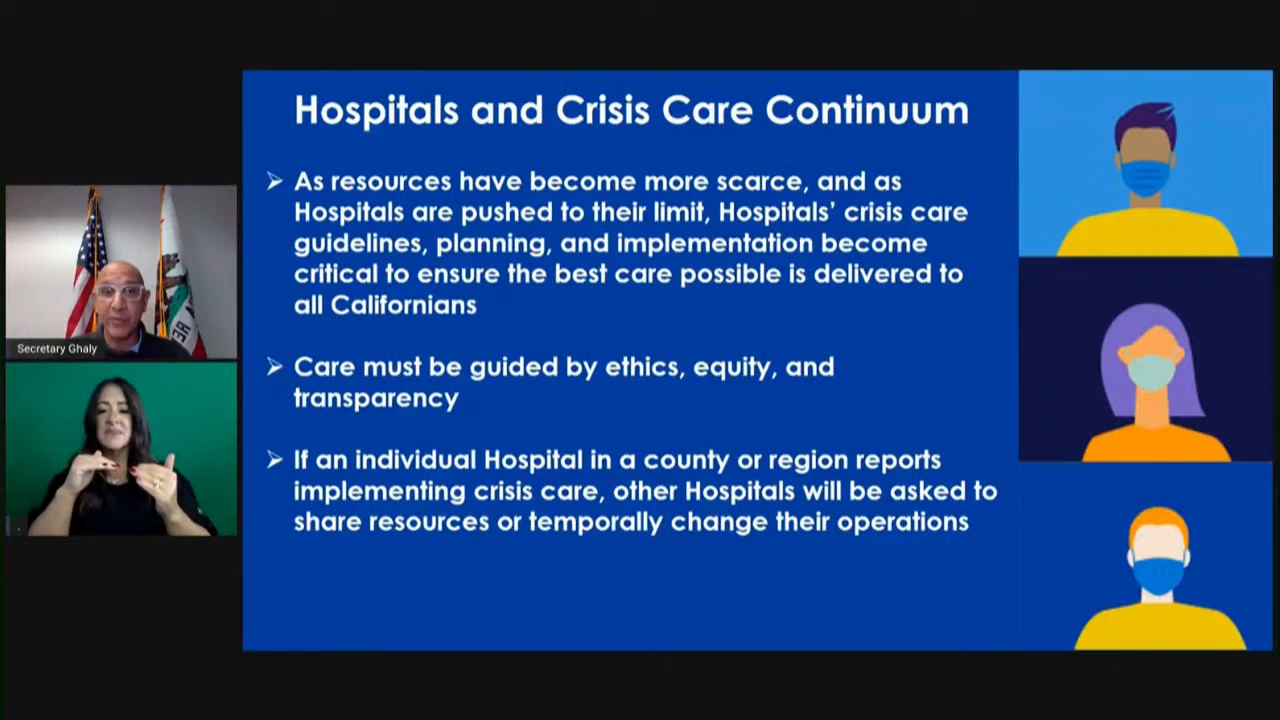 Hospitals and Crisis Care Continuum
➢ As resources have become more scarce, and as
Hospitals are pushed to their limit, Hospitals' crisis care
guidelines, planning, and implementation become
critical to ensure the best care possible is delivered to
all Californians
➢ Care must be guided by ethics, equity, and
transparency
➢ If an individual Hospital in a county or region reports
implementing crisis care, other Hospitals will be asked to
share resources or temporally change their operations
Secretary Ghaly